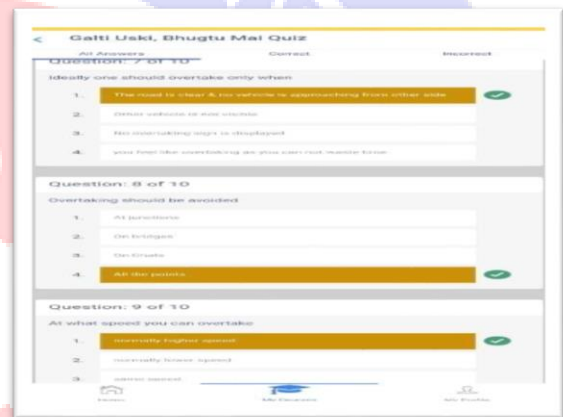 < Galti Uski, Bhugtu Mai Quiz
All Answers Correct Incorrect
Question: 7 of 10
Ideally one should overtake only when
1. The road is clear & no vehicle is approaching from other side
2. Other vehicle is not visible
3. No overtaking sign is displayed
4. you feel like overtaking as you can not waste time
Question: 8 of 10
Overtaking should be avoided
1. At junctions
2. On bridges
3.
4. All the points
Question: 9 of 10
At what speed you can overtake
1. normally higher speed
2. normally lower speed
3. same speed
Home My Courses My Profile